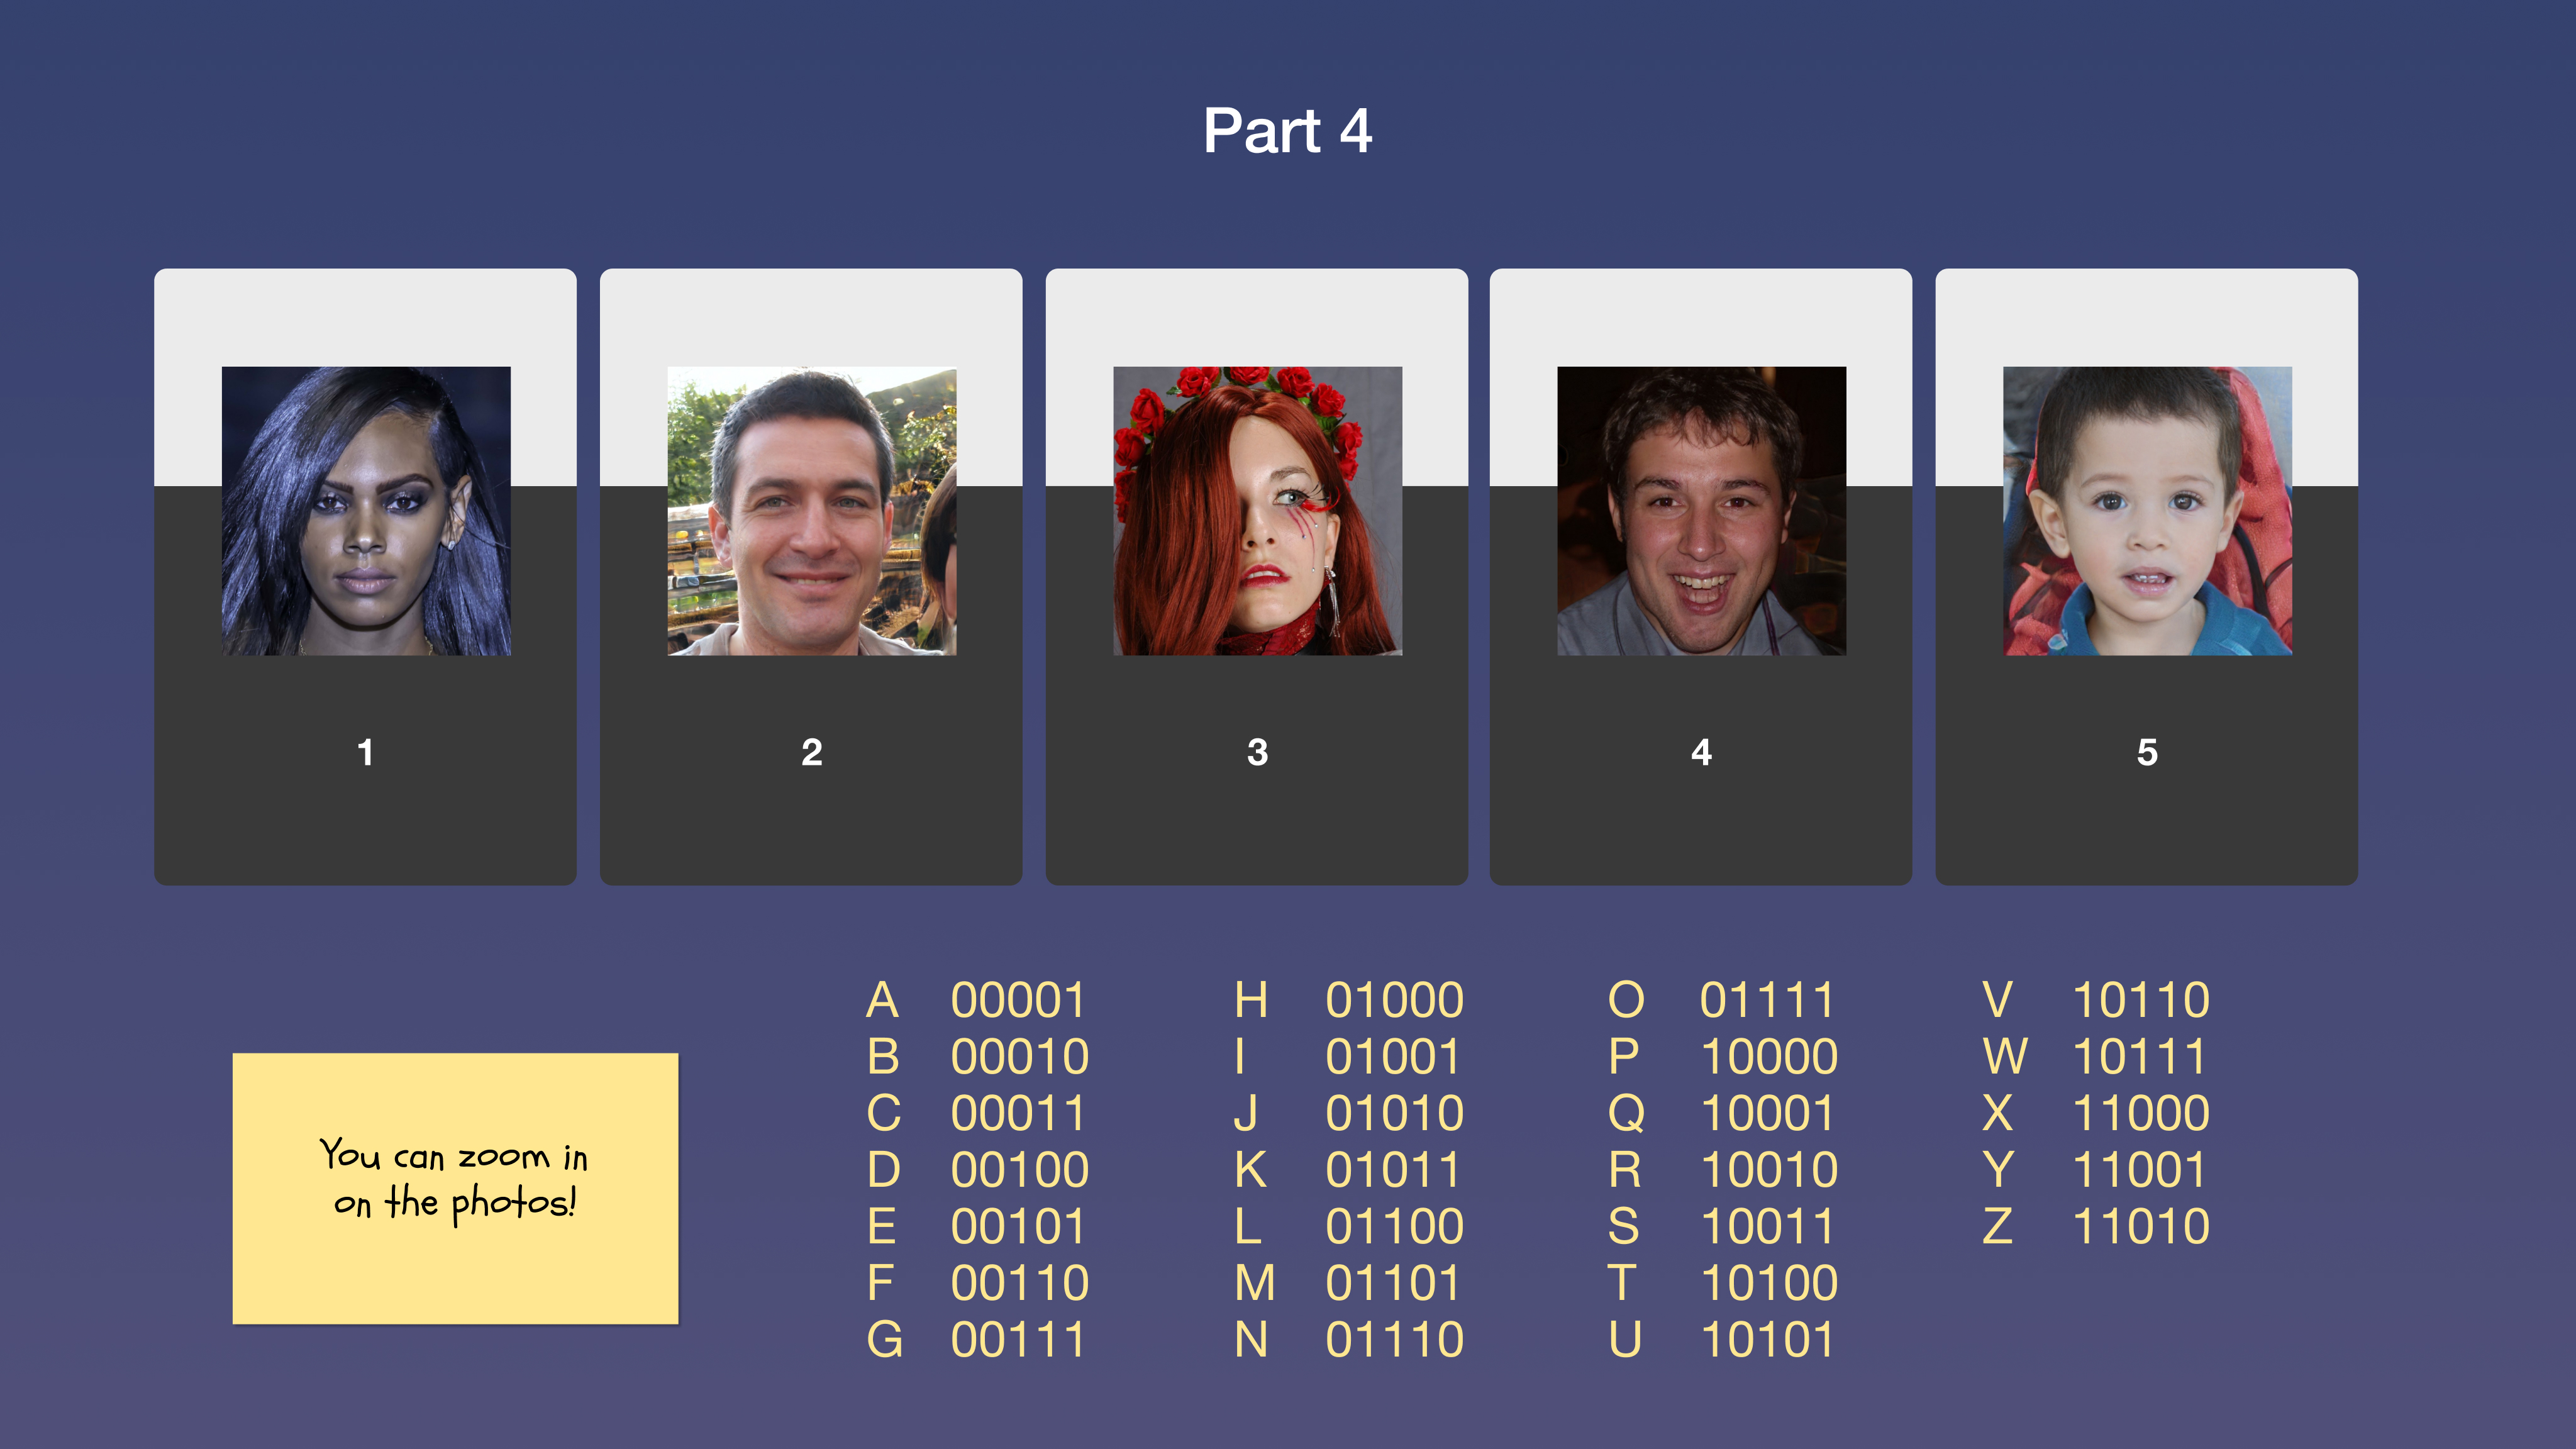 Part 4
1
2
3
4
5
You can zoom in
on the photos!
A 00001
B 00010
C 00011
D 00100
E 00101
F 00110
G 00111
H 01000
I 01001
J 01010
K 01011
L 01100
M 01101
N 01110
O 01111
P 10000
Q 10001
R 10010
S 10011
T 10100
U 10101
V 10110
W 10111
X 11000
Y 11001
Z 11010